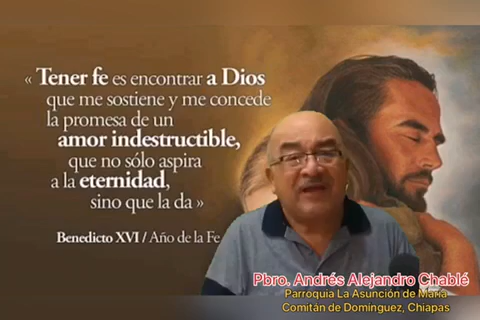 « Tener fe es encontrar a Dios
que me sostiene y me concede
la promesa de un
amor indestructible,
que no sólo aspira
a la eternidad,
sino que la da »
Benedicto XVI / Año de la Fe
Pbro. Andrés Alejandro Chablé
Parroquia La Asunción de María
Comitán de Domínguez, Chiapas